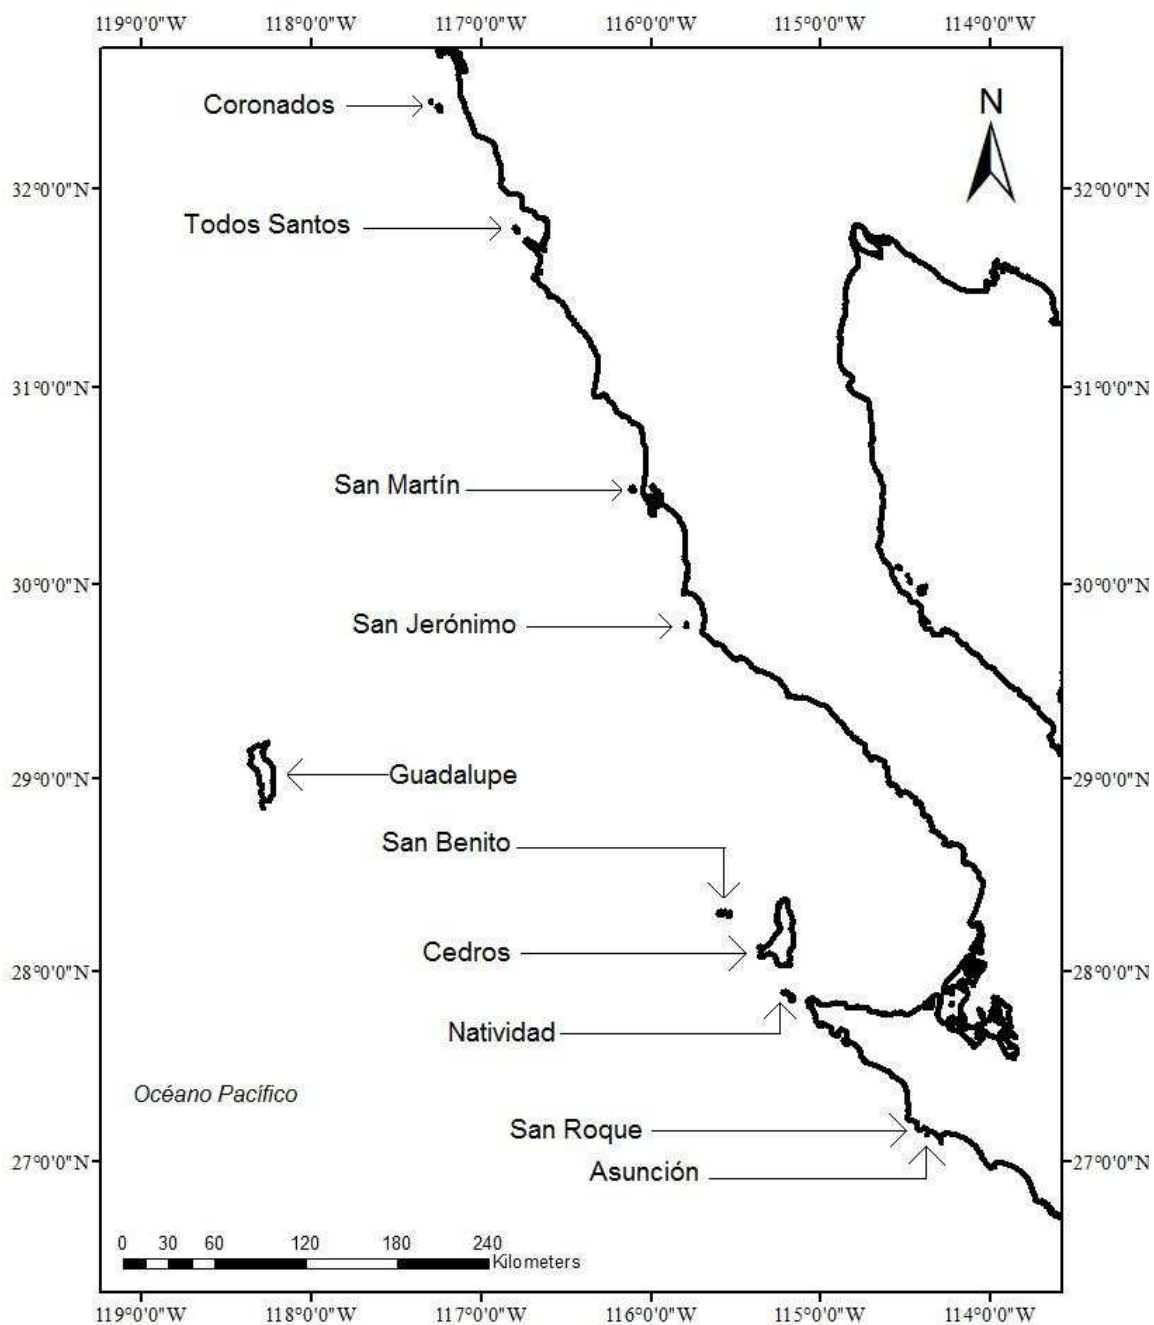 119°0'0"W 118°0'0"W 117°0'0"W 116°0'0"W 115°0'0"W 114°0'0"W
Coronados
N
32°0'0"N 32°0'0"N
Todos Santos
31°0'0"N 31°0'0"N
San Martín
30°0'0"N 30°0'0"N
San Jerónimo
29°0'0"N 29°0'0"N
Guadalupe
San Benito
Cedros
28°0'0"N 28°0'0"N
Natividad
Océano Pacífico
San Roque
27°0'0"N 27°0'0"N
Asunción
0 30 60 120 180 240
Kilometers
119°0'0"W 118°0'0"W 117°0'0"W 116°0'0"W 115°0'0"W 114°0'0"W